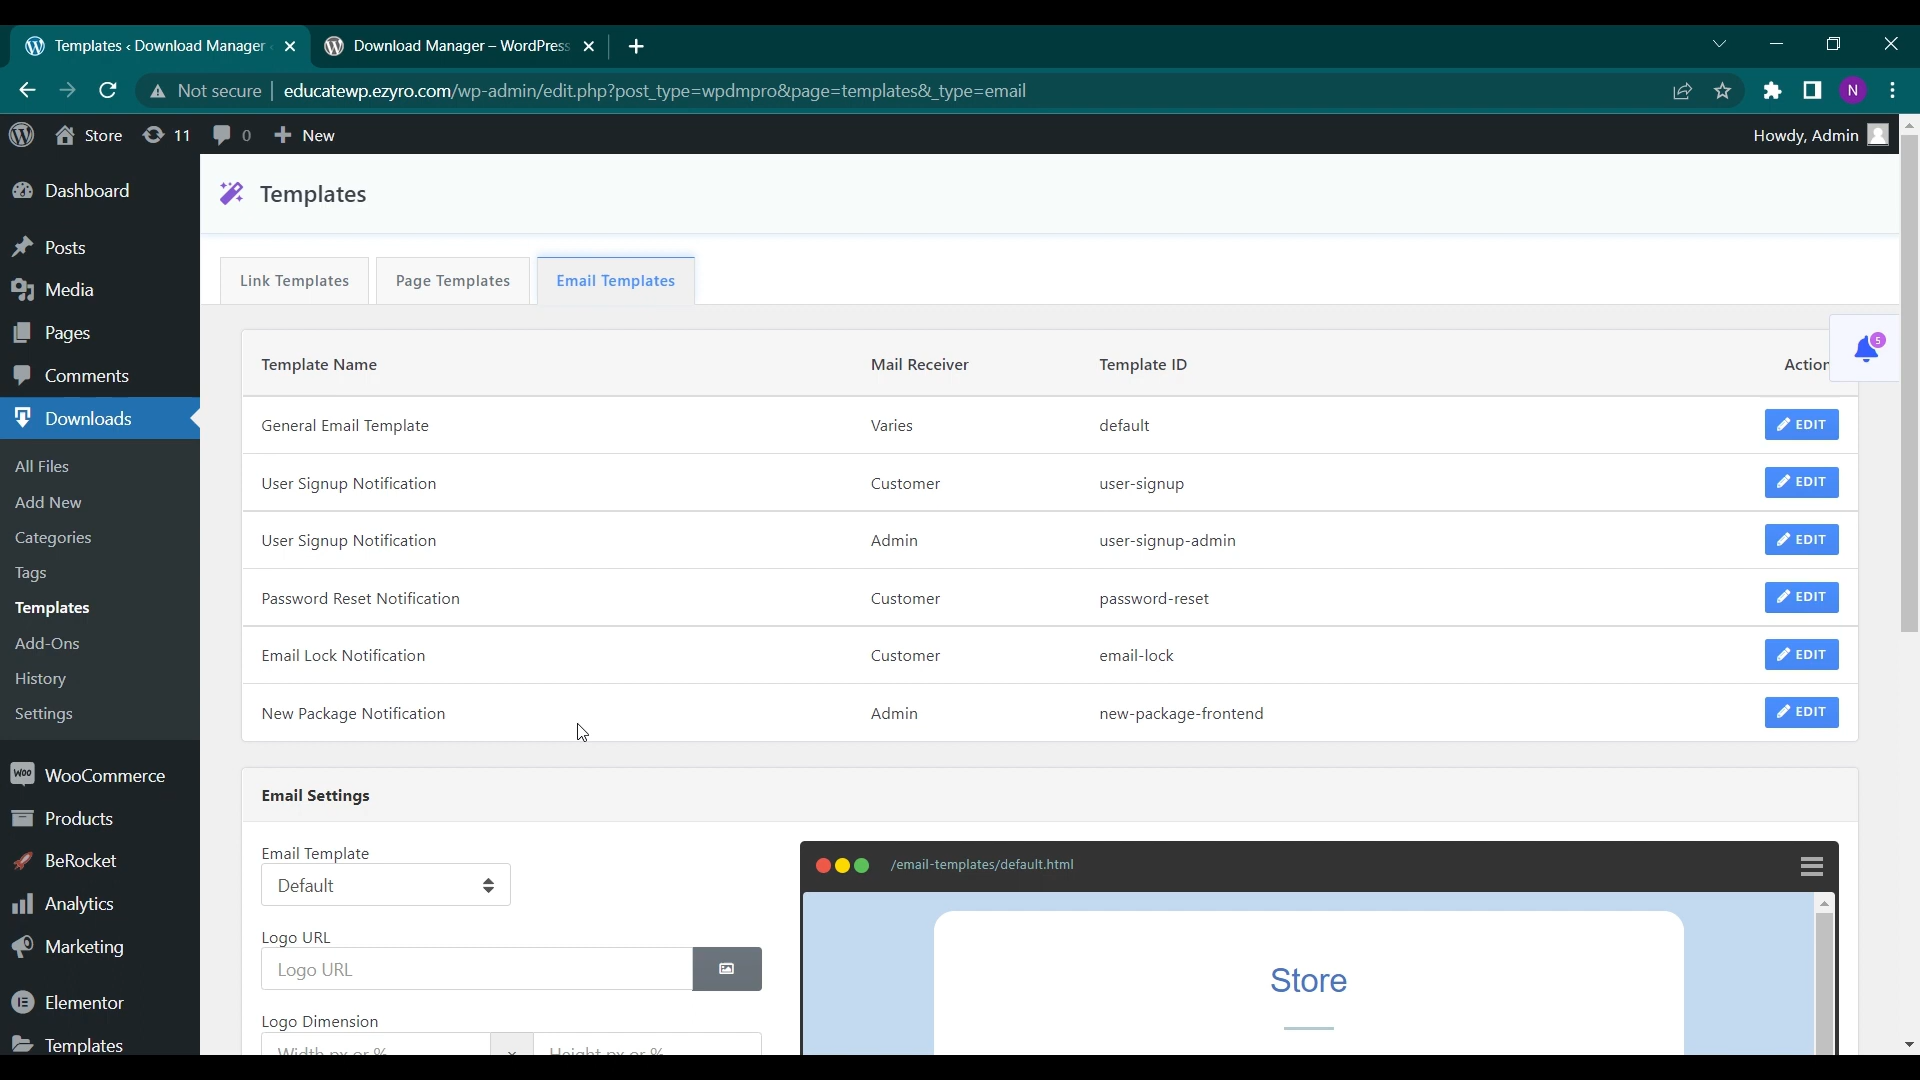 Templates ‹ Download Manager ‹
Download Manager – WordPress
Not secure
educatewp.ezyro.com/wp-admin/edit.php?post_type=wpdmpro&page=templates&_type=email
N
Store
11
0
New
Howdy, Admin
Dashboard
Posts
Media
Pages
Comments
Downloads
All Files
Add New
Categories
Tags
Templates
Add-Ons
History
Settings
WooCommerce
Products
BeRocket
Analytics
Marketing
Elementor
Templates
Templates
Link Templates
Page Templates
Email Templates
5
Template Name Mail Receiver Template ID Action
General Email Template Varies default EDIT
User Signup Notification Customer user-signup EDIT
User Signup Notification Admin user-signup-admin EDIT
Password Reset Notification Customer password-reset EDIT
Email Lock Notification Customer email-lock EDIT
New Package Notification Admin new-package-frontend EDIT
Email Settings
Email Template
Default
Logo URL
Logo URL
Logo Dimension
Width px or % × Height px or %
/email-templates/default.html
Store